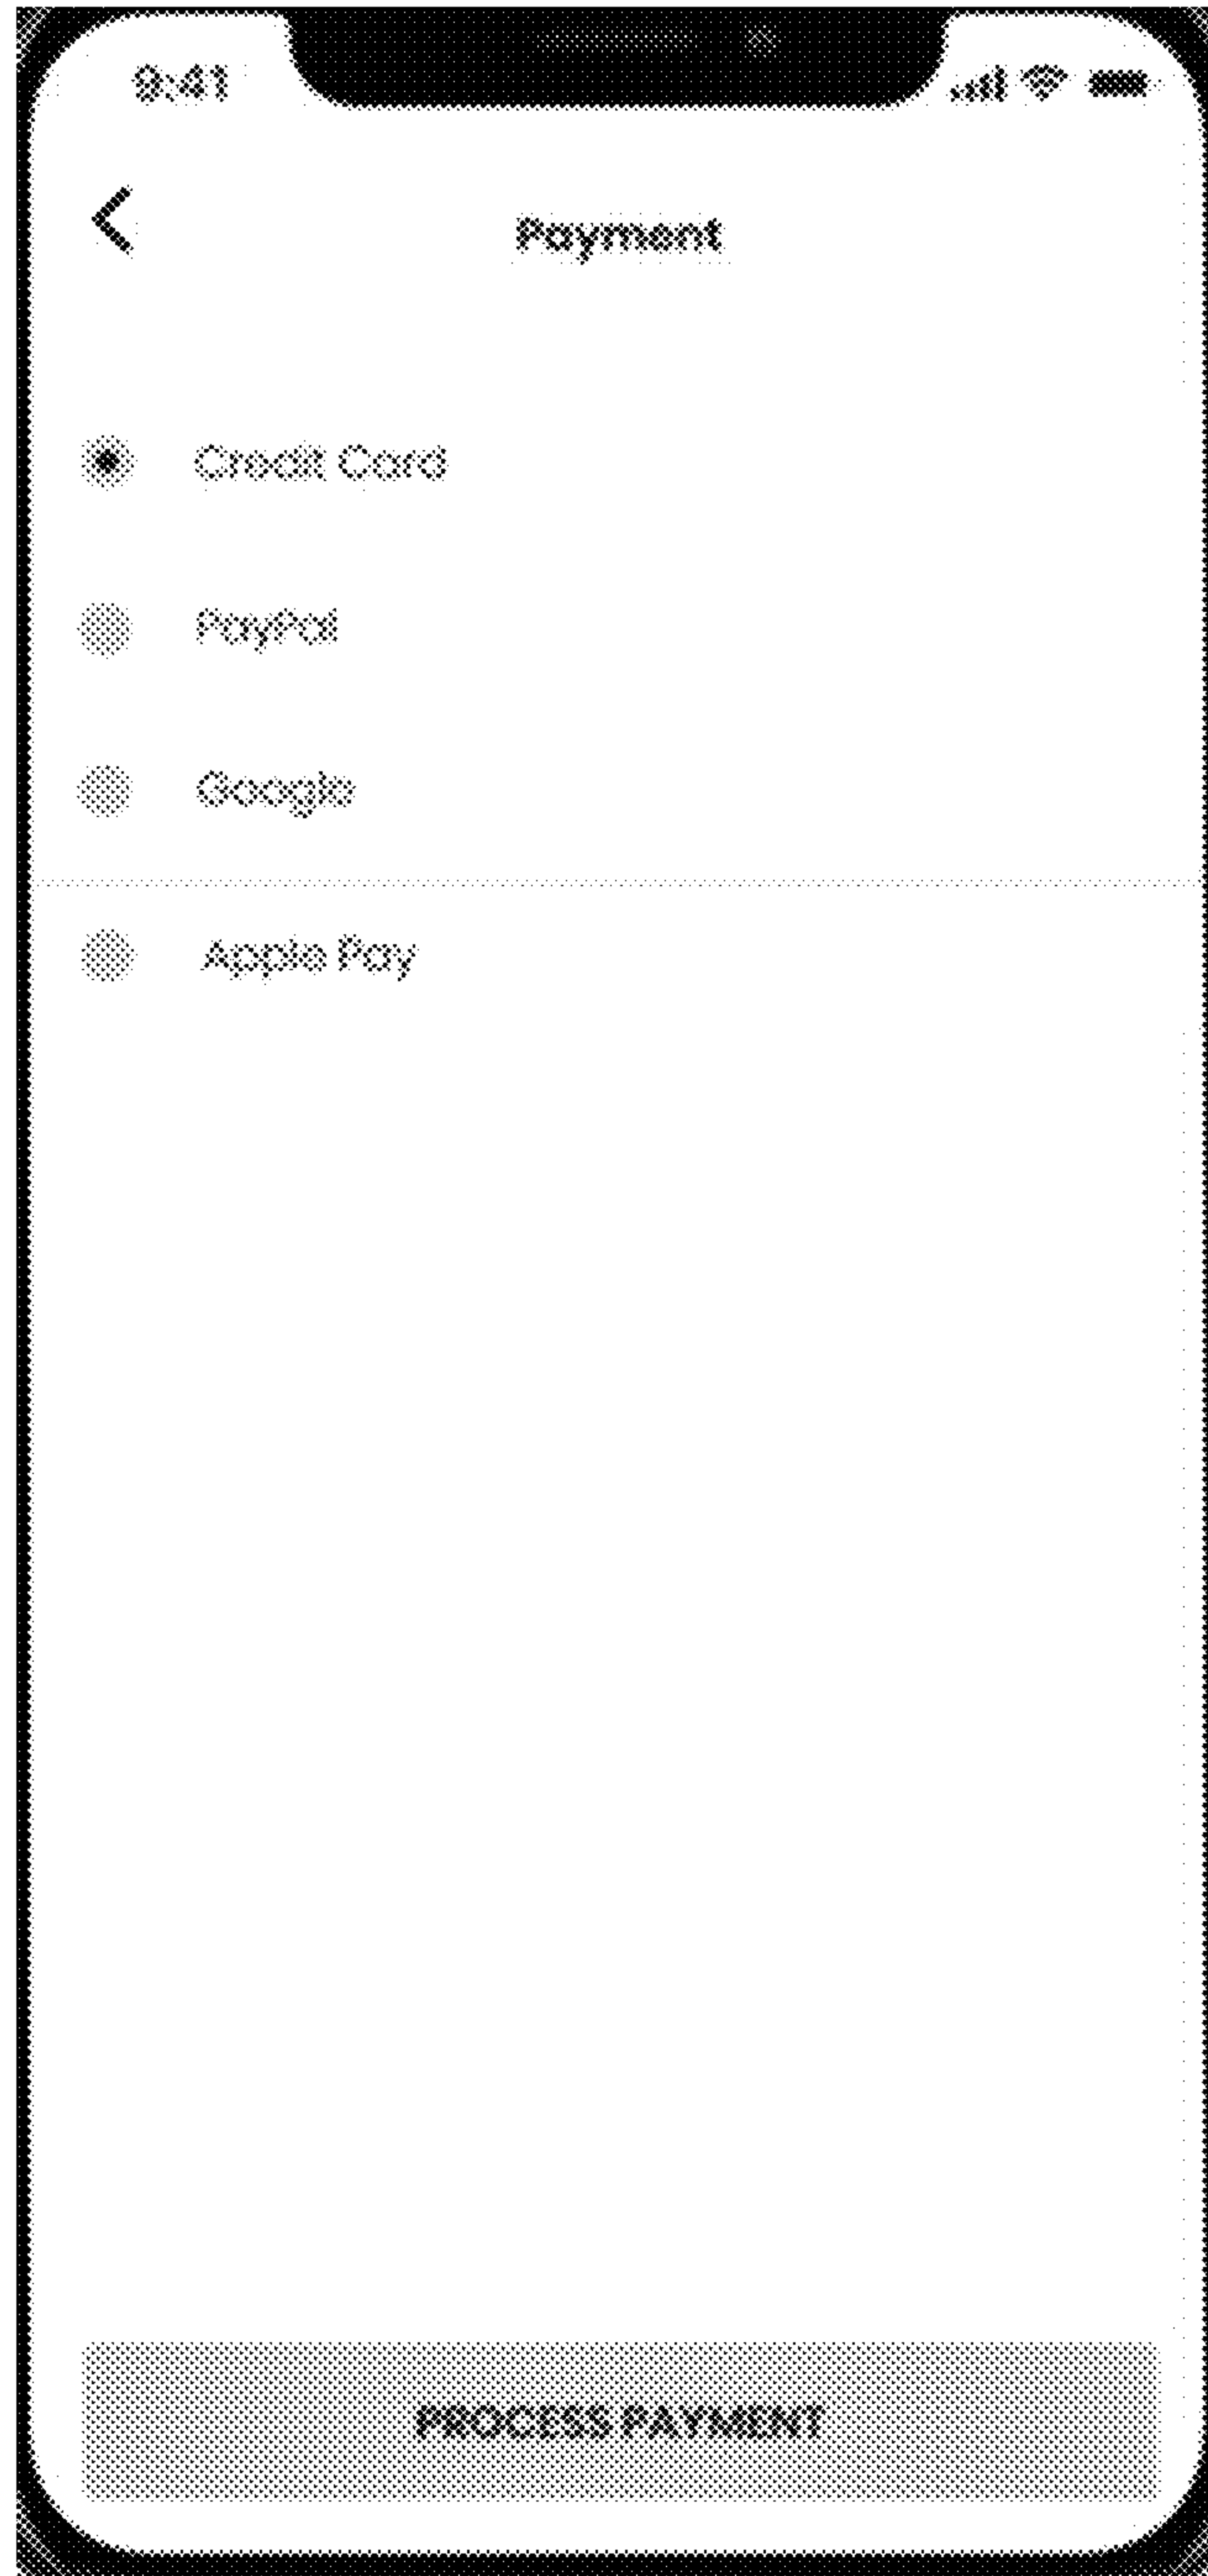 9:41
Payment
Credit Card
PayPal
Google
Apple Pay
PROCESS PAYMENT